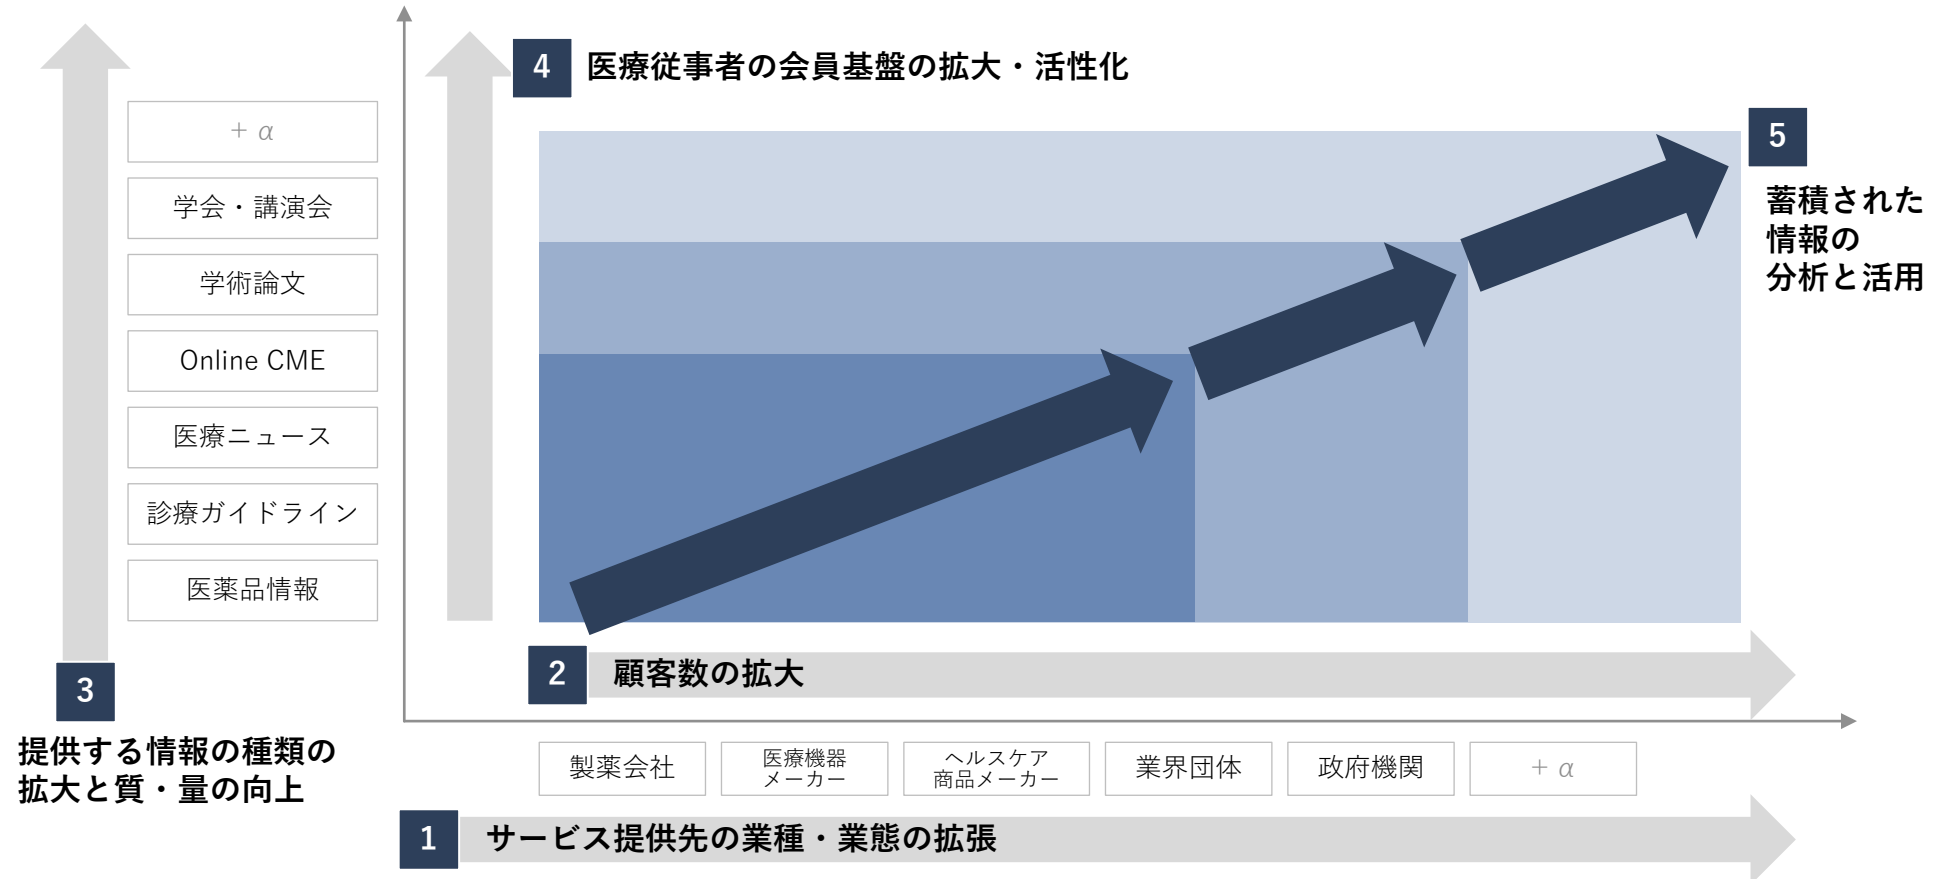 4
医療従事者の会員基盤の拡大・活性化
5
蓄積された
情報の
分析と活用
+ α
学会・講演会
学術論文
Online CME
医療ニュース
診療ガイドライン
医薬品情報
3
提供する情報の種類の
拡大と質・量の向上
2
顧客数の拡大
製薬会社
医療機器
メーカー
ヘルスケア
商品メーカー
業界団体
政府機関
+ α
1
サービス提供先の業種・業態の拡張